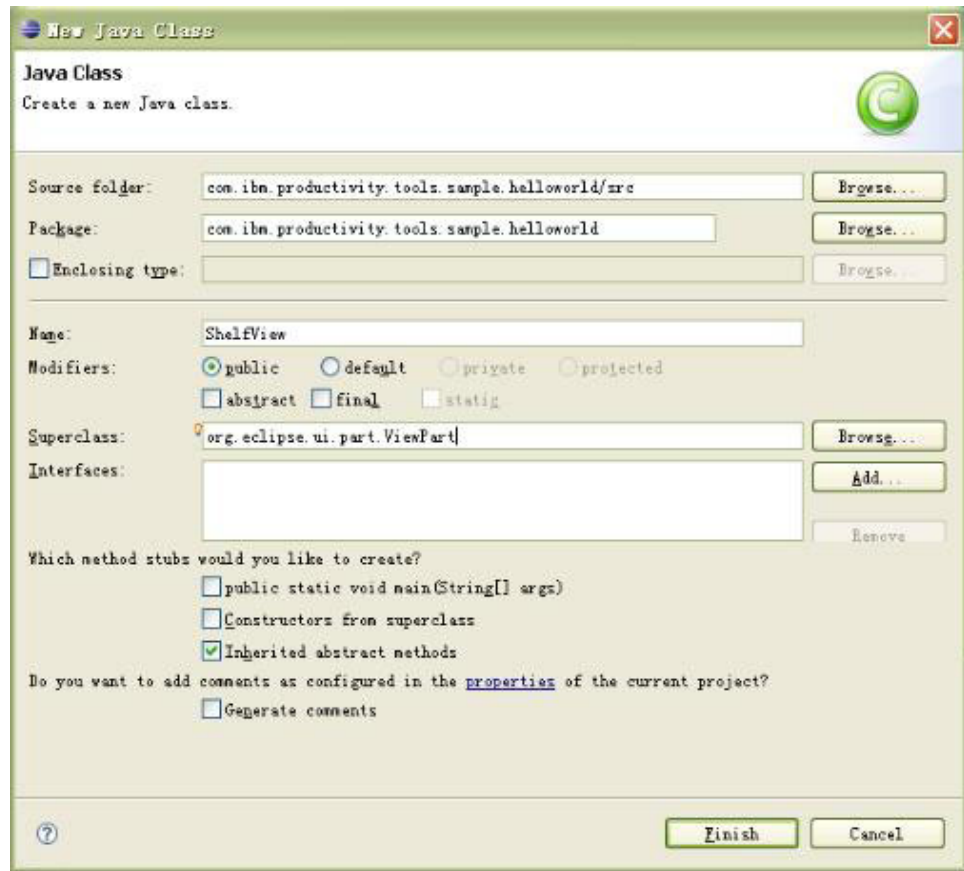 New Java Class
Java Class
Create a new Java class.
Source folder: com.ibm.productivity.tools.sample.helloworld/src Browse...
Package: com.ibm.productivity.tools.sample.helloworld Browse...
Enclosing type: Browse...
Name: ShelfView
Modifiers: public default private protected
abstract final static
Superclass: org.eclipse.ui.part.ViewPart Browse...
Interfaces: Add...
Remove
Which method stubs would you like to create?
public static void main(String[] args)
Constructors from superclass
Inherited abstract methods
Do you want to add comments as configured in the properties of the current project?
Generate comments
Finish Cancel